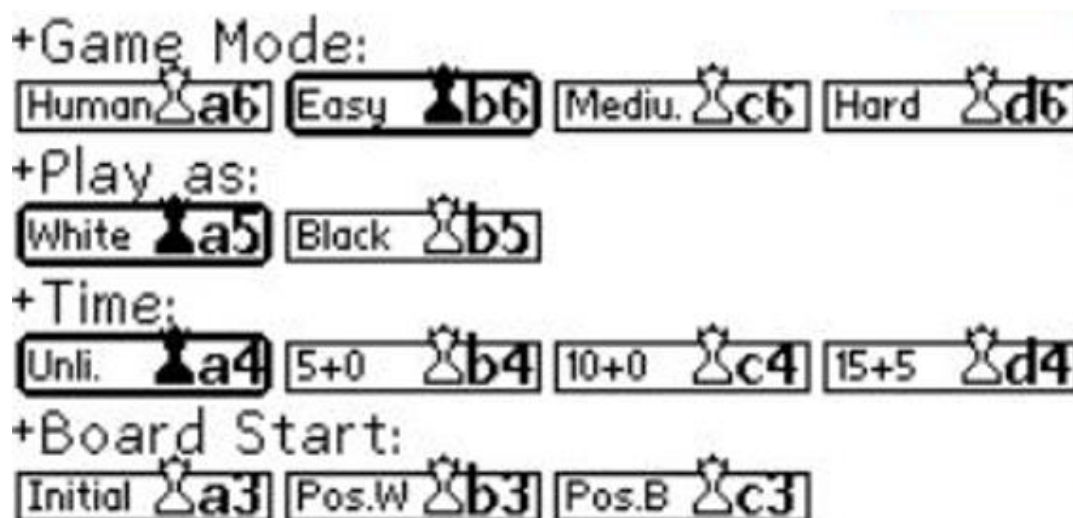 +Game Mode:
Human a6 Easy b6 Mediu. c6 Hard d6
+Play as:
White a5 Black b5
+Time:
Unli. a4 5+0 b4 10+0 c4 15+5 d4
+Board Start:
Initial a3 Pos.W b3 Pos.B c3